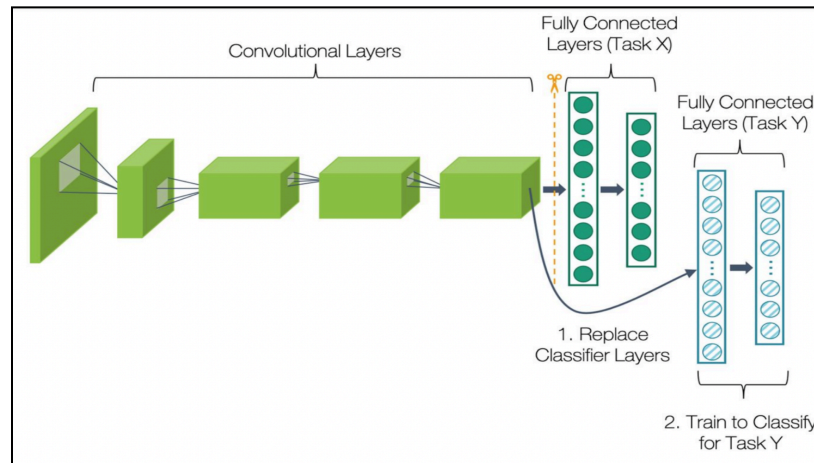 Convolutional Layers
Fully Connected
Layers (Task X)
Fully Connected
Layers (Task Y)
1. Replace
Classifier Layers
2. Train to Classify
for Task Y